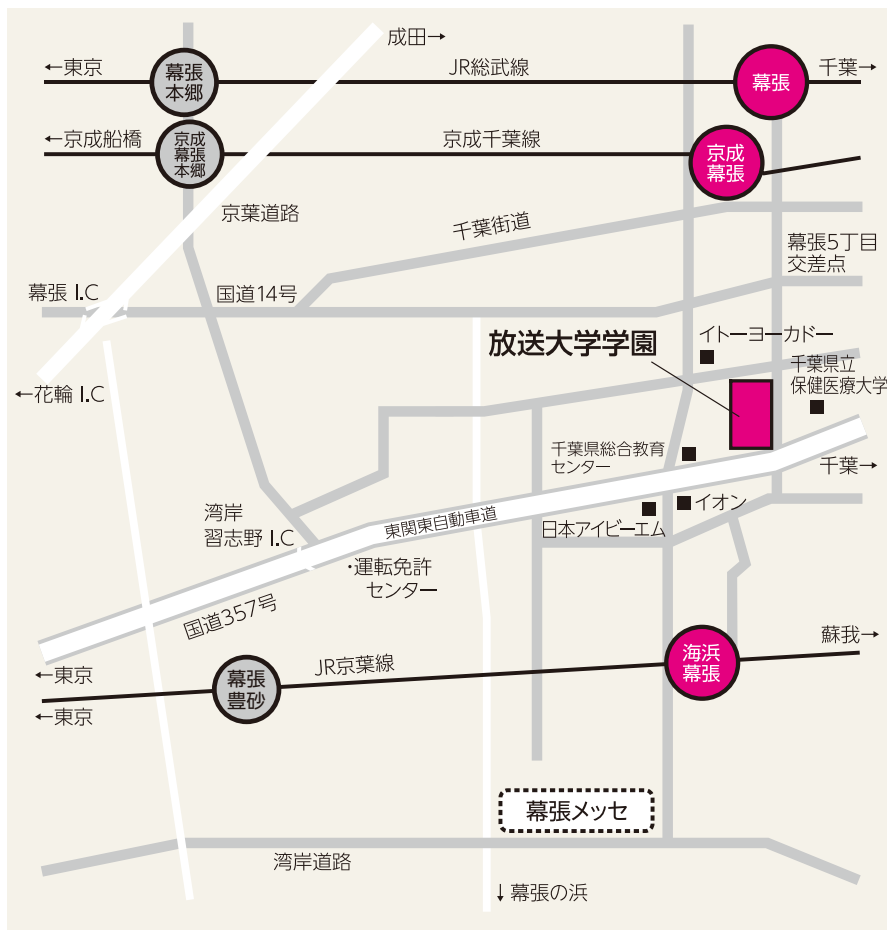 成田→
←東京
幕張
本郷
JR総武線
幕張
千葉→
←京成船橋
京成
幕張
本郷
京成千葉線
京成
幕張
京葉道路
千葉街道
幕張5丁目
交差点
幕張 I.C
国道14号
放送大学学園
イトーヨーカドー
千葉県立
保健医療大学
←花輪 I.C
千葉県総合教育
センター
千葉→
湾岸
習志野 I.C
東関東自動車道
イオン
日本アイビーエム
・運転免許
センター
国道357号
蘇我→
←東京
幕張
豊砂
JR京葉線
海浜
幕張
←東京
幕張メッセ
湾岸道路
↓幕張の浜